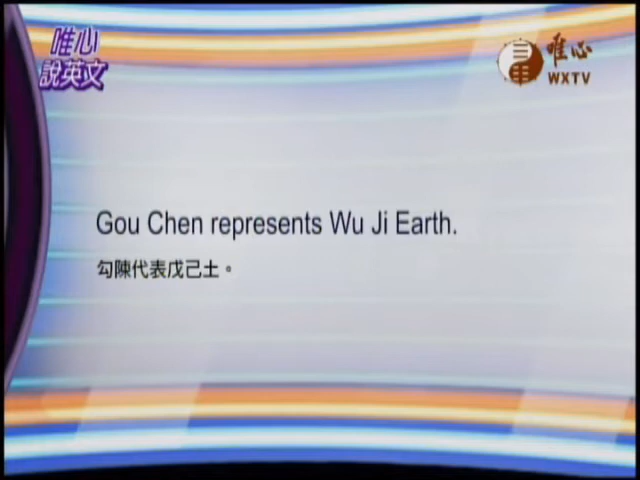 唯心
說英文
唯心
WXTV
Gou Chen represents Wu Ji Earth.
勾陳代表戊己土。